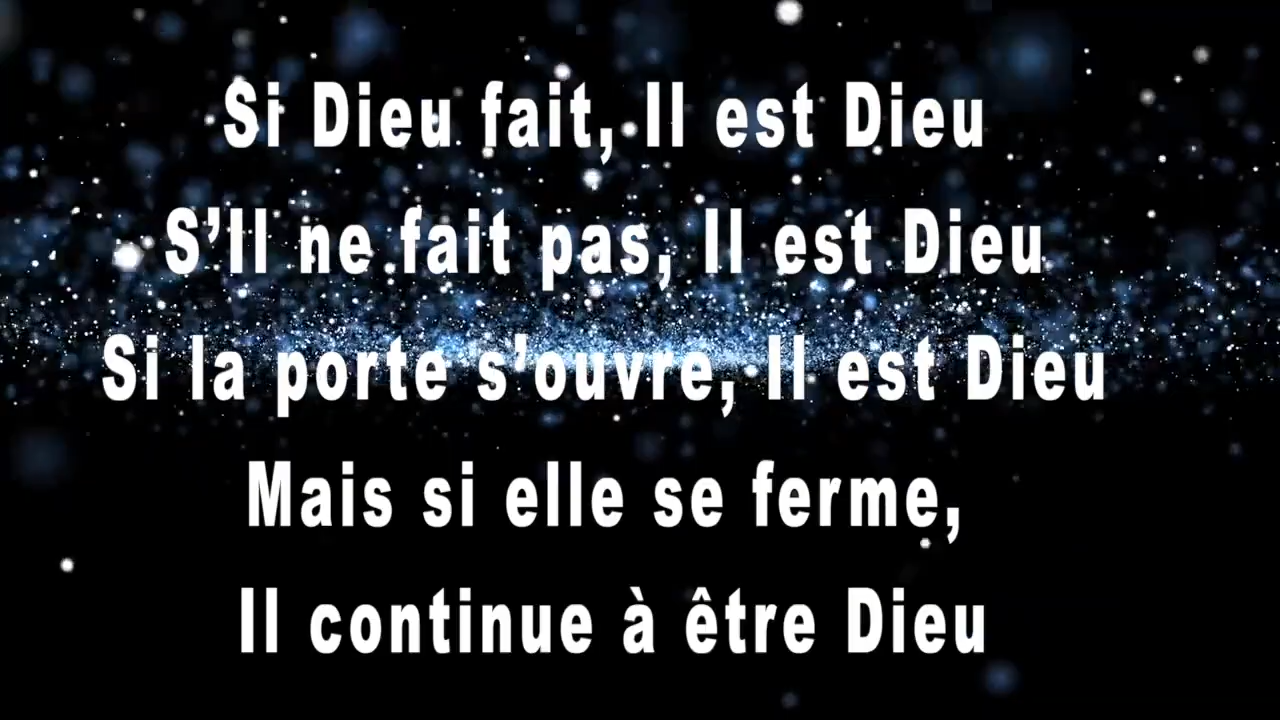 Si Dieu fait, Il est Dieu
S’Il ne fait pas, Il est Dieu
Si la porte s’ouvre, Il est Dieu
Mais si elle se ferme,
Il continue à être Dieu